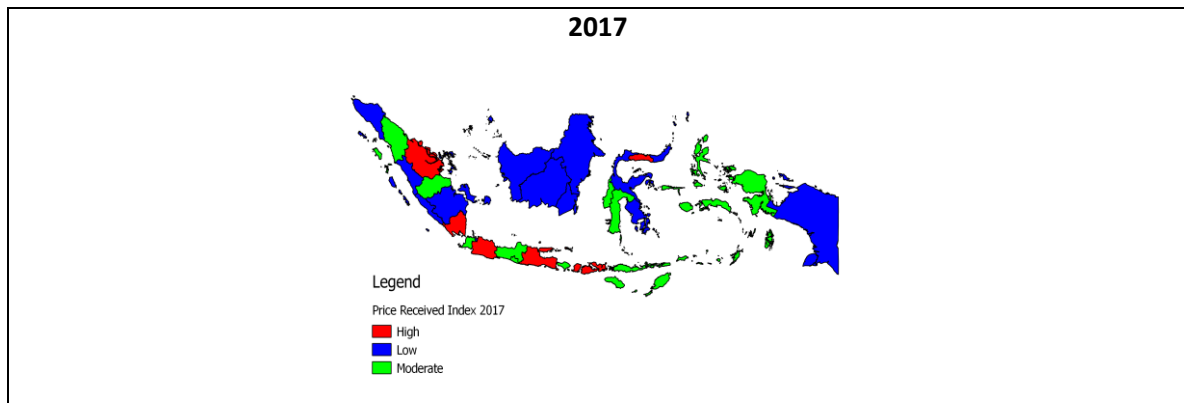 2017
Legend
Price Received Index 2017
High
Low
Moderate